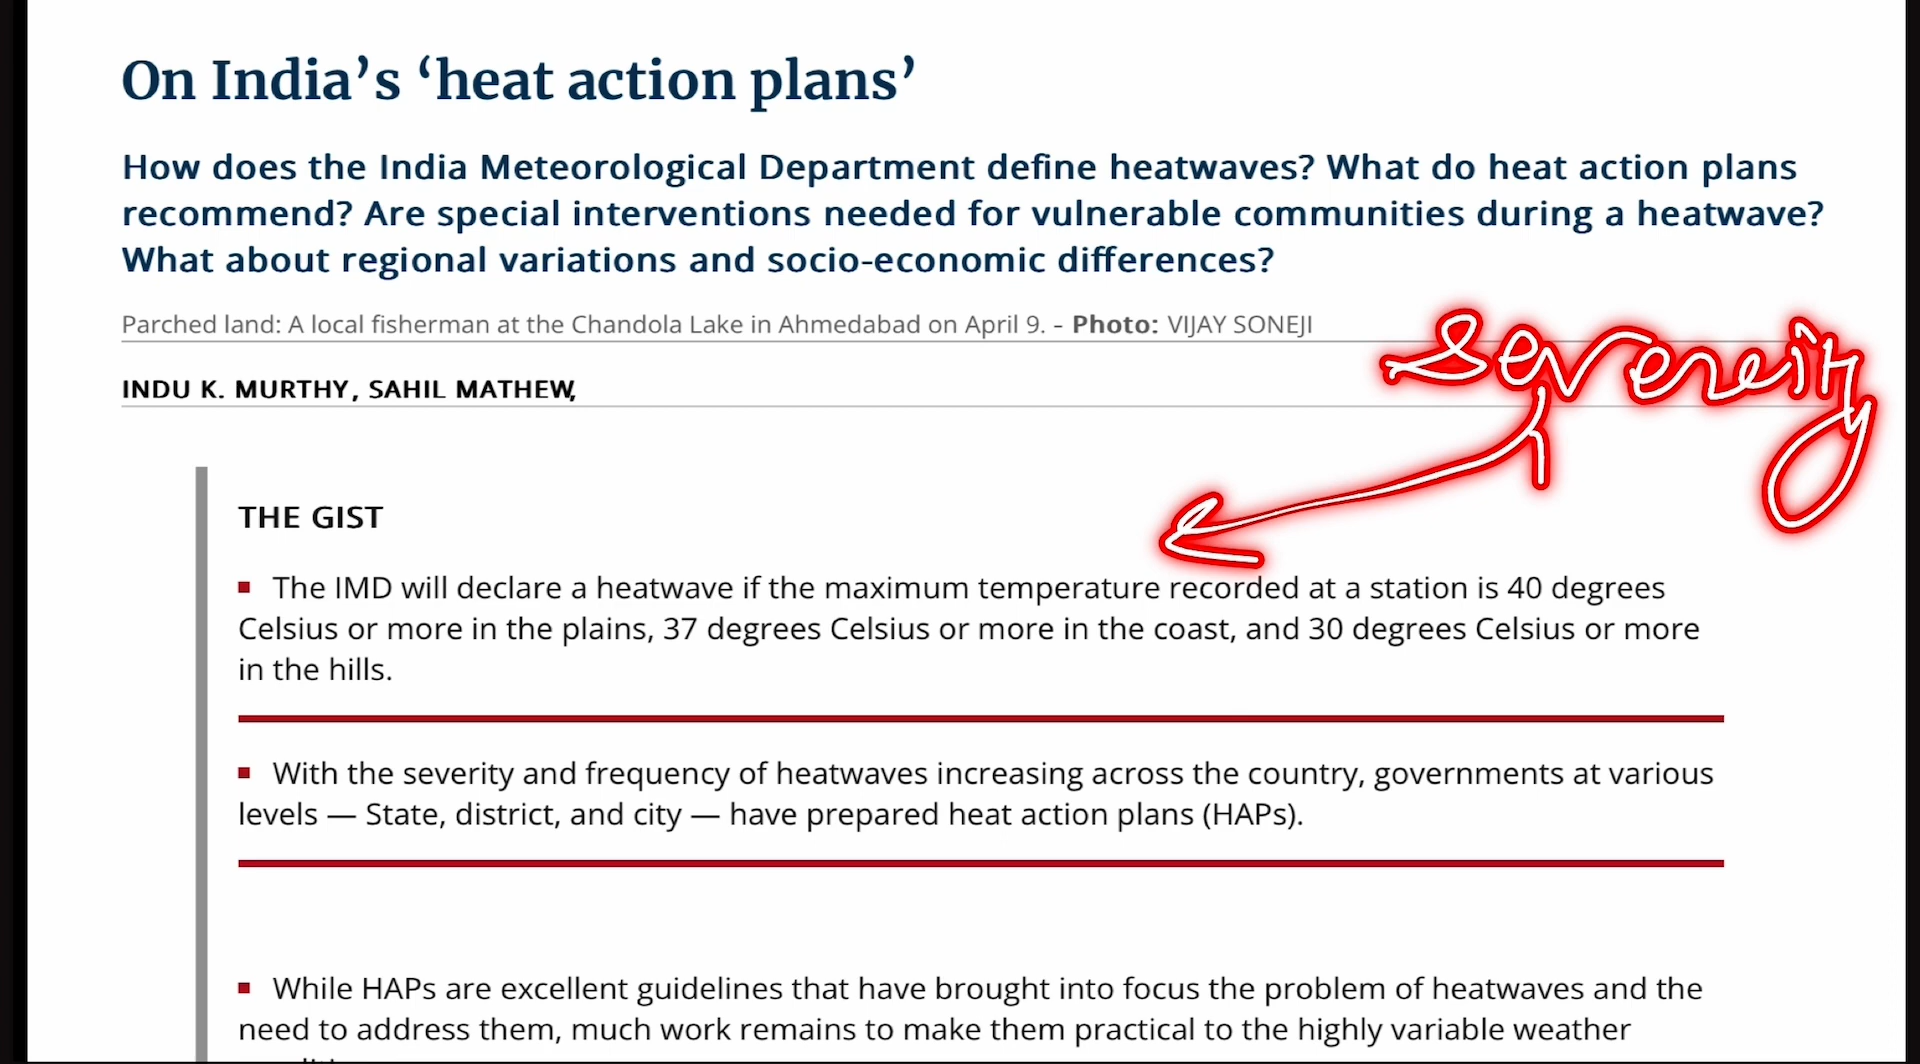 On India’s ‘heat action plans’
How does the India Meteorological Department define heatwaves? What do heat action plans
recommend? Are special interventions needed for vulnerable communities during a heatwave?
What about regional variations and socio-economic differences?
Parched land: A local fisherman at the Chandola Lake in Ahmedabad on April 9. - Photo: VIJAY SONEJI
severeity
INDU K. MURTHY, SAHIL MATHEW,
THE GIST
The IMD will declare a heatwave if the maximum temperature recorded at a station is 40 degrees
Celsius or more in the plains, 37 degrees Celsius or more in the coast, and 30 degrees Celsius or more
in the hills.
With the severity and frequency of heatwaves increasing across the country, governments at various
levels — State, district, and city — have prepared heat action plans (HAPs).
While HAPs are excellent guidelines that have brought into focus the problem of heatwaves and the
need to address them, much work remains to make them practical to the highly variable weather